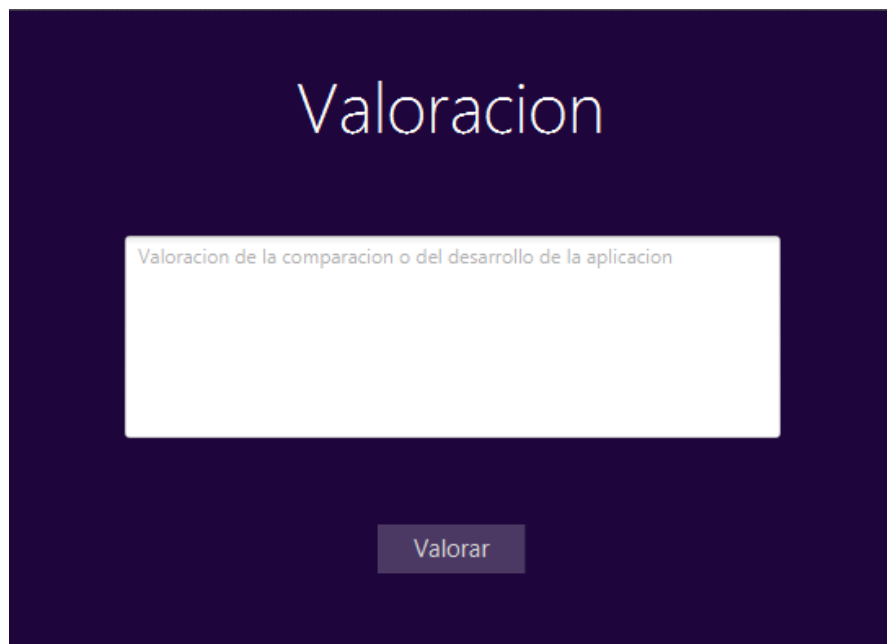 Valoracion
Valoracion de la comparacion o del desarrollo de la aplicacion
Valorar